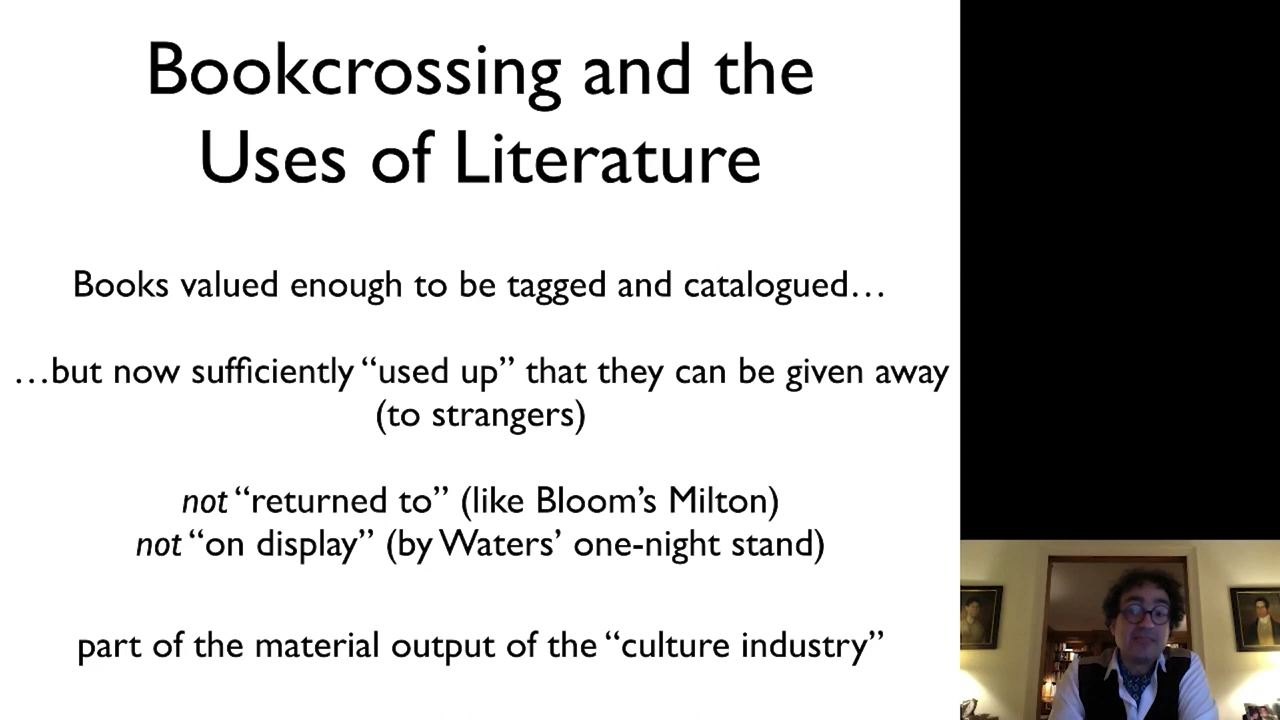 Bookcrossing and the
Uses of Literature
Books valued enough to be tagged and catalogued…
…but now sufficiently “used up” that they can be given away
(to strangers)
not “returned to” (like Bloom’s Milton)
not “on display” (by Waters’ one-night stand)
part of the material output of the “culture industry”